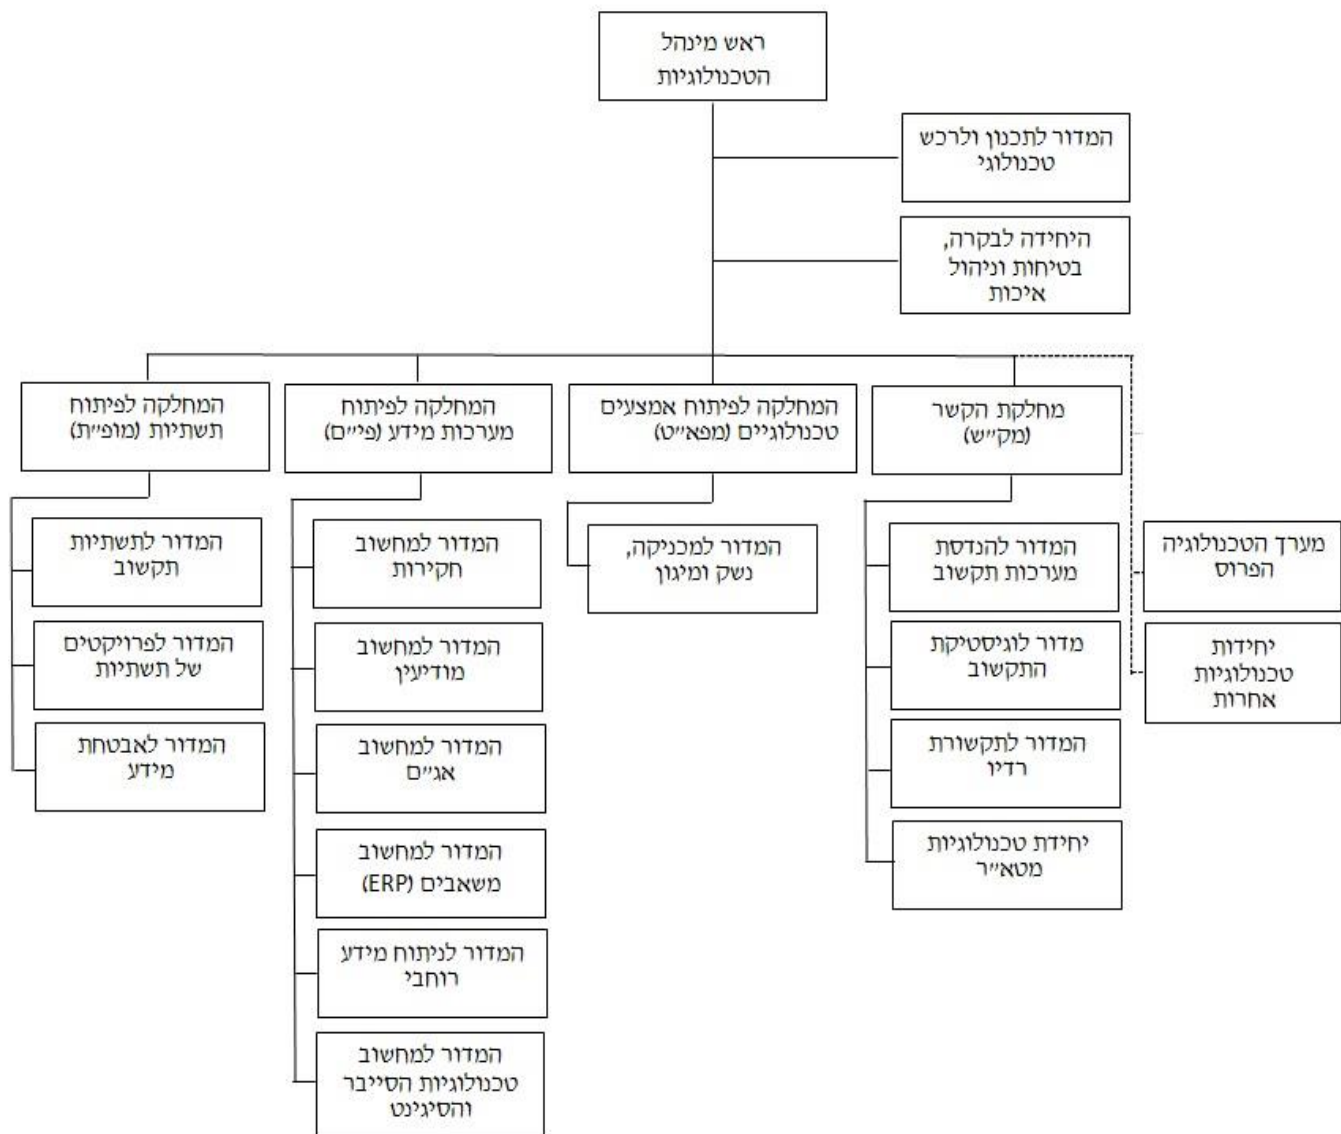 ראש מינהל
הטכנולוגיות
המדור לתכנון ולרכש
טכנולוגי
היחידה לבקרה,
בטיחות וניהול
איכות
מחלקת הקשר
(מק״ש)
המחלקה לפיתוח אמצעים
טכנולוגיים (מפא״ט)
המחלקה לפיתוח
מערכות מידע (פי״ם)
המחלקה לפיתוח
תשתיות (מופ״ת)
מערך הטכנולוגיה
הפרוס
יחידות
טכנולוגיות
אחרות
המדור להנדסת
מערכות תקשוב
מדור לוגיסטיקת
התקשוב
המדור לתקשורת
רדיו
יחידת טכנולוגיות
מטא״ר
המדור למכניקה,
נשק ומיגון
המדור למחשוב
חקירות
המדור למחשוב
מודיעין
המדור למחשוב
אג״ם
המדור למחשוב
משאבים (ERP)
המדור לניתוח מידע
רוחבי
המדור למחשוב
טכנולוגיות הסייבר
והסיגינט
המדור לתשתיות
תקשוב
המדור לפרויקטים
של תשתיות
המדור לאבטחת
מידע